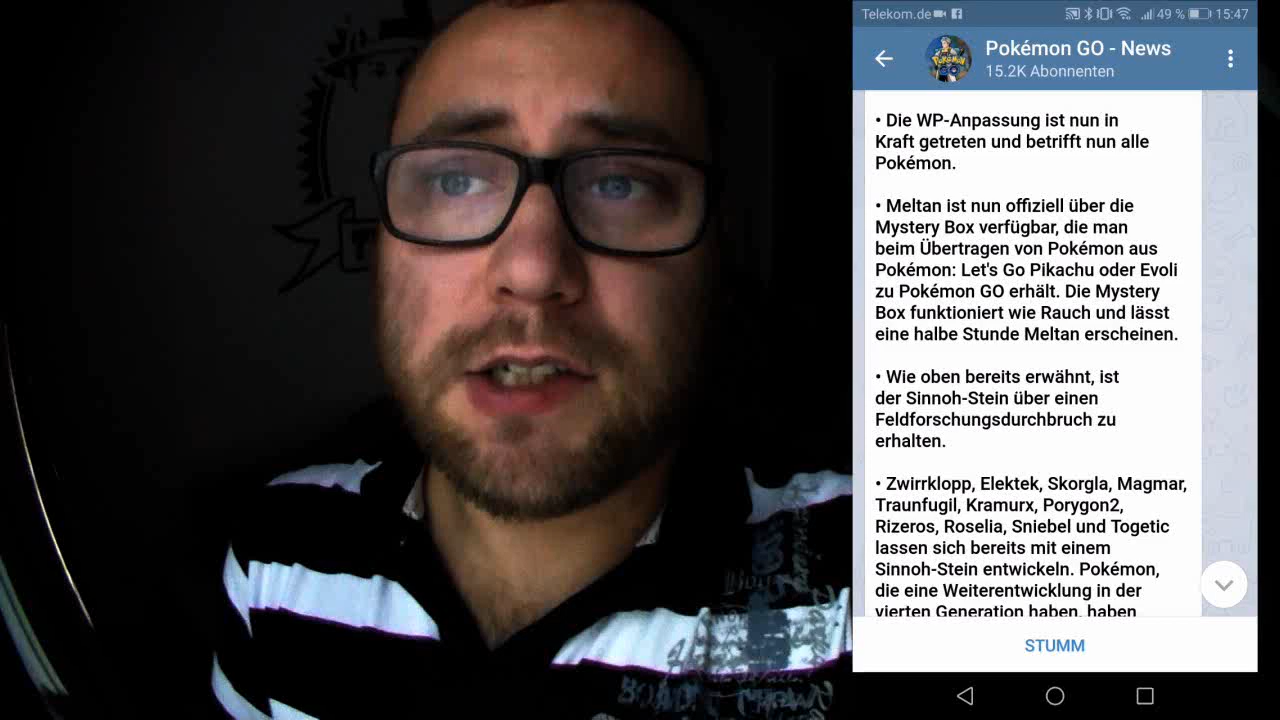 Telekom.de
49 %
15:47
Pokémon GO - News
15.2K Abonnenten
• Die WP-Anpassung ist nun in
Kraft getreten und betrifft nun alle
Pokémon.
• Meltan ist nun offiziell über die
Mystery Box verfügbar, die man
beim Übertragen von Pokémon aus
Pokémon: Let's Go Pikachu oder Evoli
zu Pokémon GO erhält. Die Mystery
Box funktioniert wie Rauch und lässt
eine halbe Stunde Meltan erscheinen.
• Wie oben bereits erwähnt, ist
der Sinnoh-Stein über einen
Feldforschungsdurchbruch zu
erhalten.
• Zwirrklopp, Elektek, Skorgla, Magmar,
Traunfugil, Kramurx, Porygon2,
Rizeros, Roselia, Sniebel und Togetic
lassen sich bereits mit einem
Sinnoh-Stein entwickeln. Pokémon,
die eine Weiterentwicklung in der
vierten Generation haben, haben
STUMM